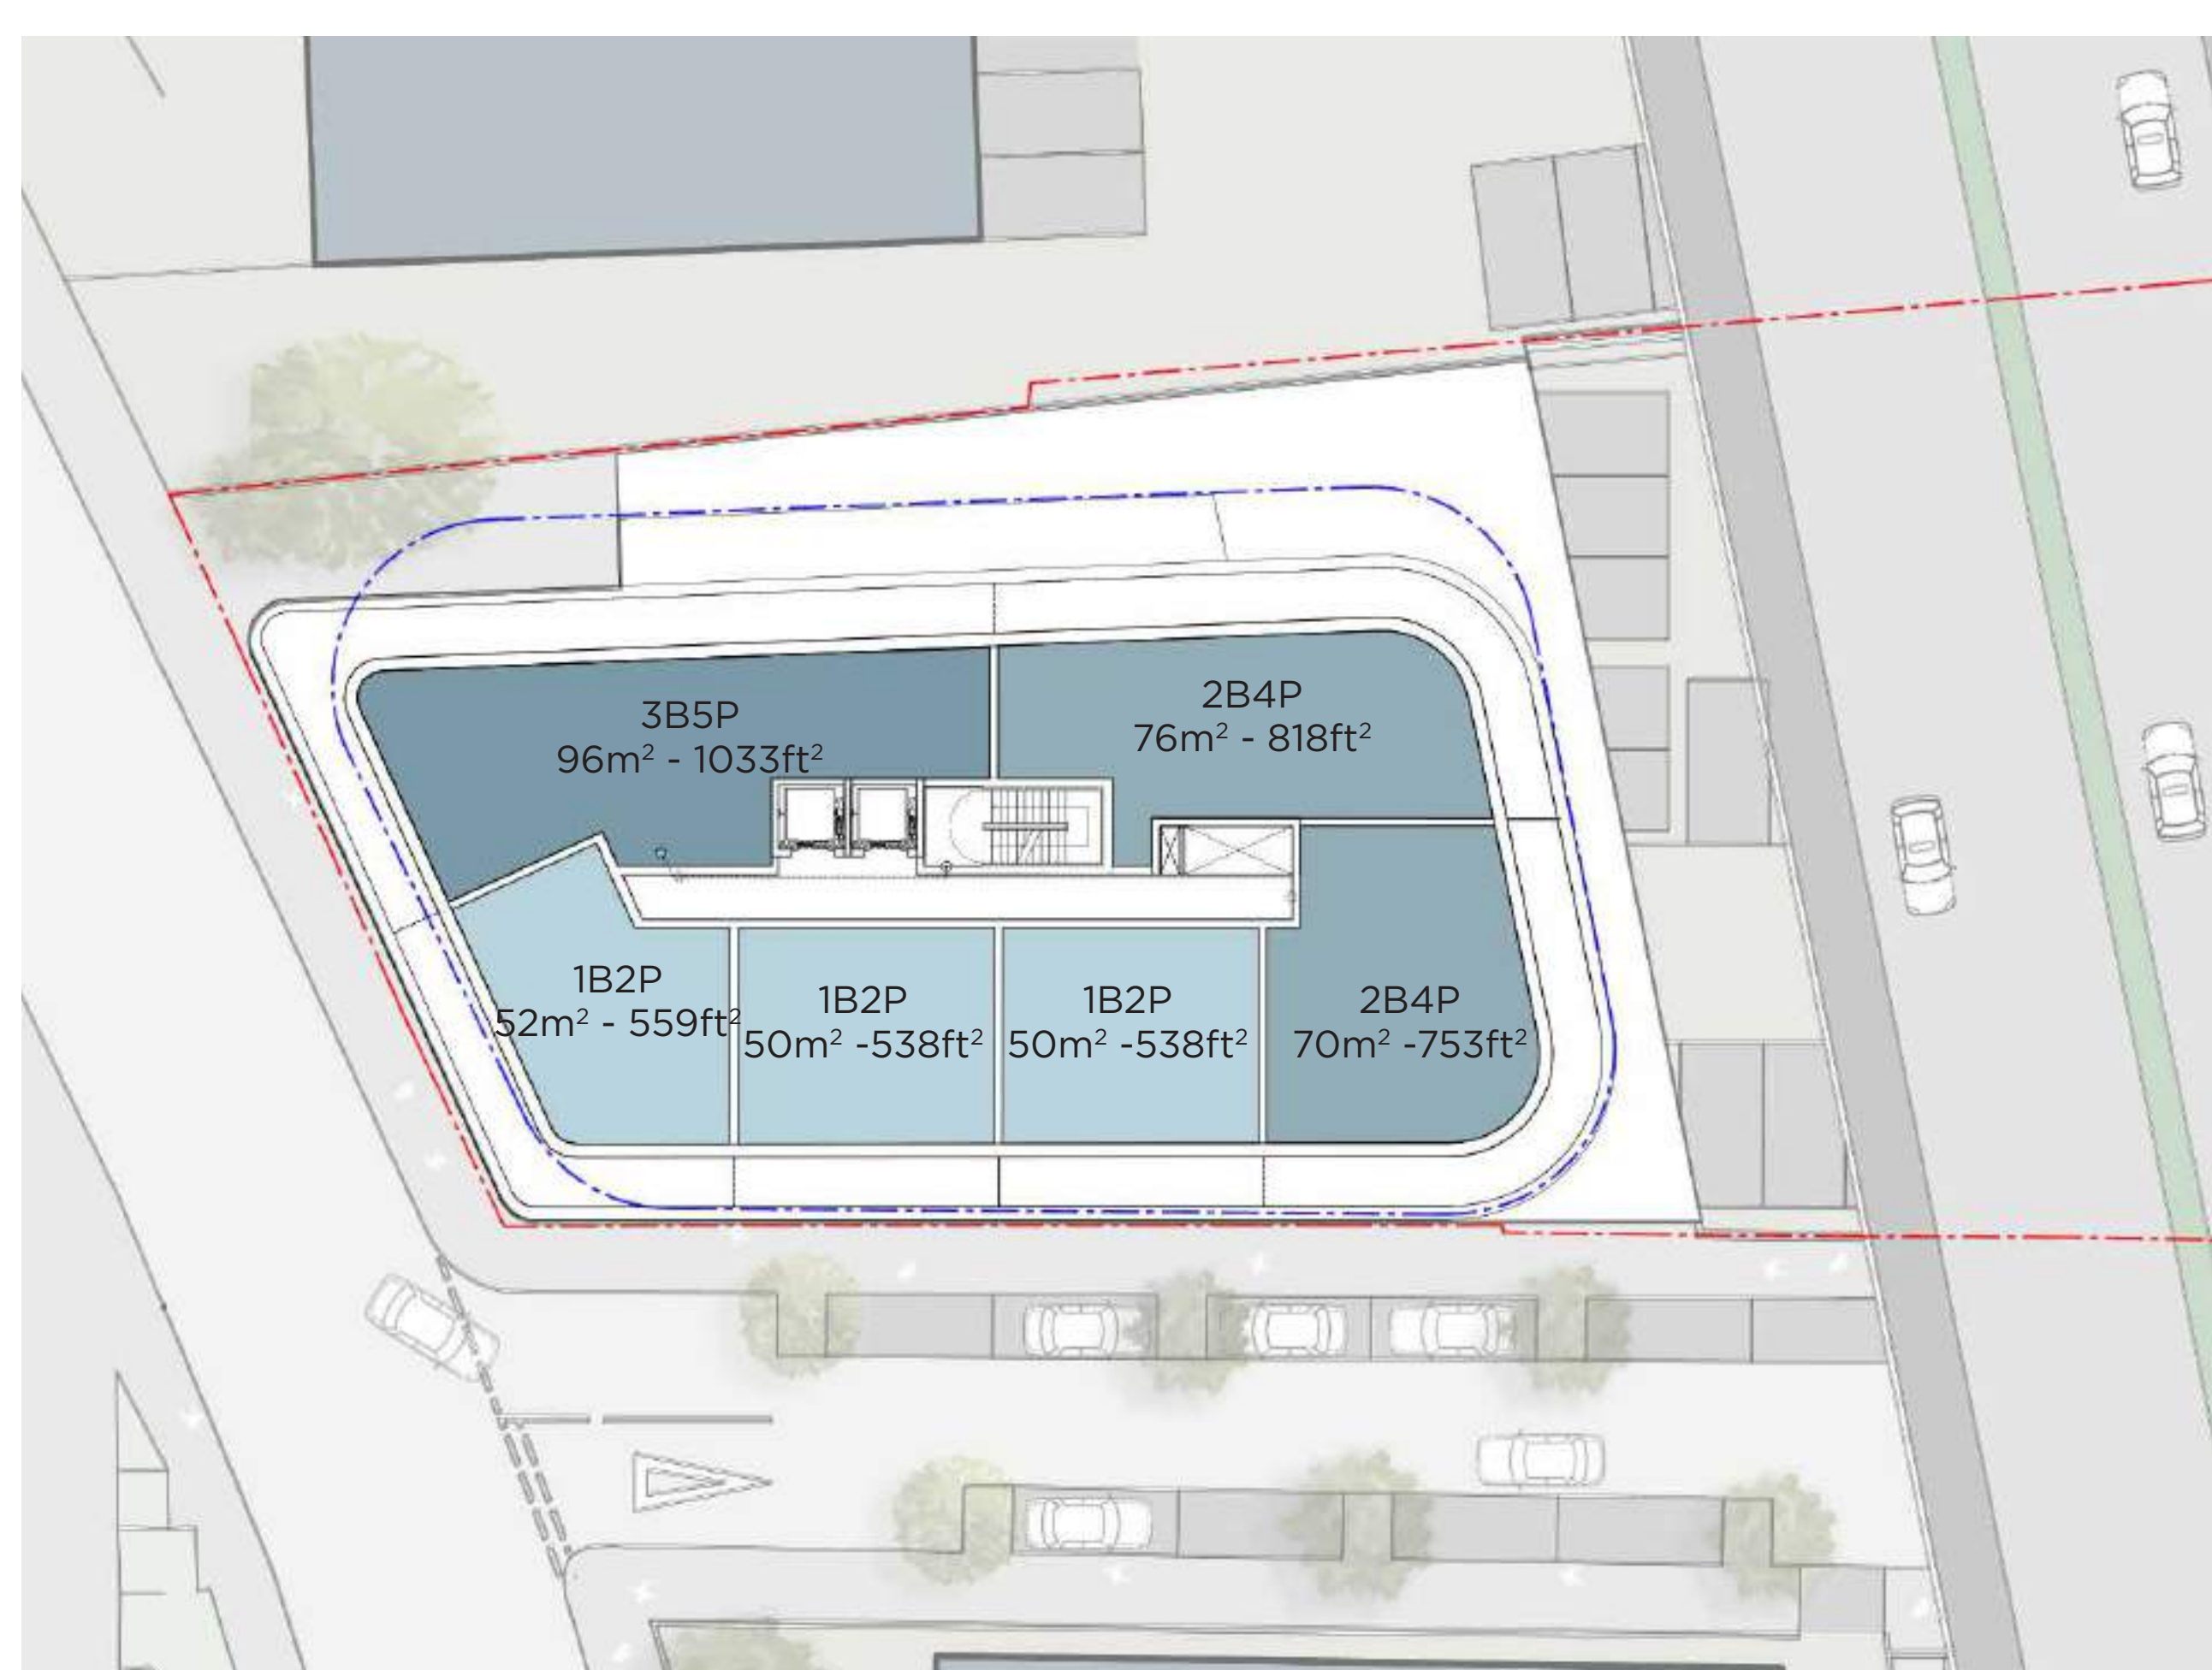 3B5P
96m² - 1033ft²
2B4P
76m² - 818ft²
1B2P
52m² - 559ft²
1B2P
50m² -538ft²
1B2P
50m² -538ft²
2B4P
70m² -753ft²